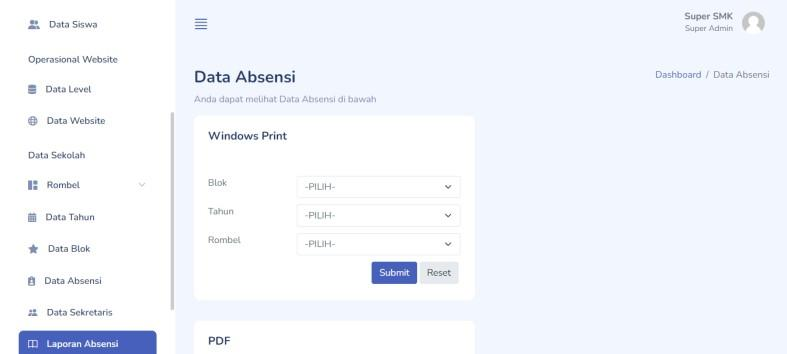 Data Siswa
Operasional Website
Data Level
Data Website
Data Sekolah
Rombel
Data Tahun
Data Blok
Data Absensi
Data Sekretaris
Laporan Absensi
Super SMK
Super Admin
Data Absensi
Dashboard / Data Absensi
Anda dapat melihat Data Absensi di bawah
Windows Print
Blok -PILIH-
Tahun -PILIH-
Rombel -PILIH-
Submit Reset
PDF